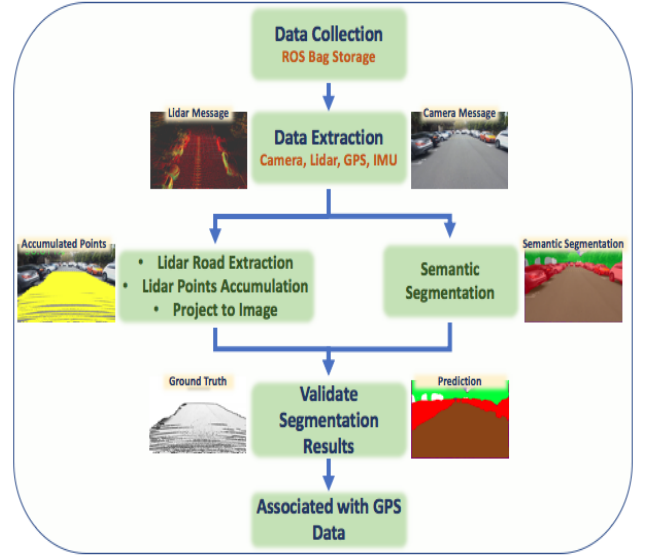 Data Collection
ROS Bag Storage
Lidar Message
Camera Message
Data Extraction
Camera, Lidar, GPS, IMU
Accumulated Points
• Lidar Road Extraction
• Lidar Points Accumulation
• Project to Image
Semantic
Segmentation
Semantic Segmentation
Ground Truth
Validate
Segmentation
Results
Prediction
Associated with GPS
Data